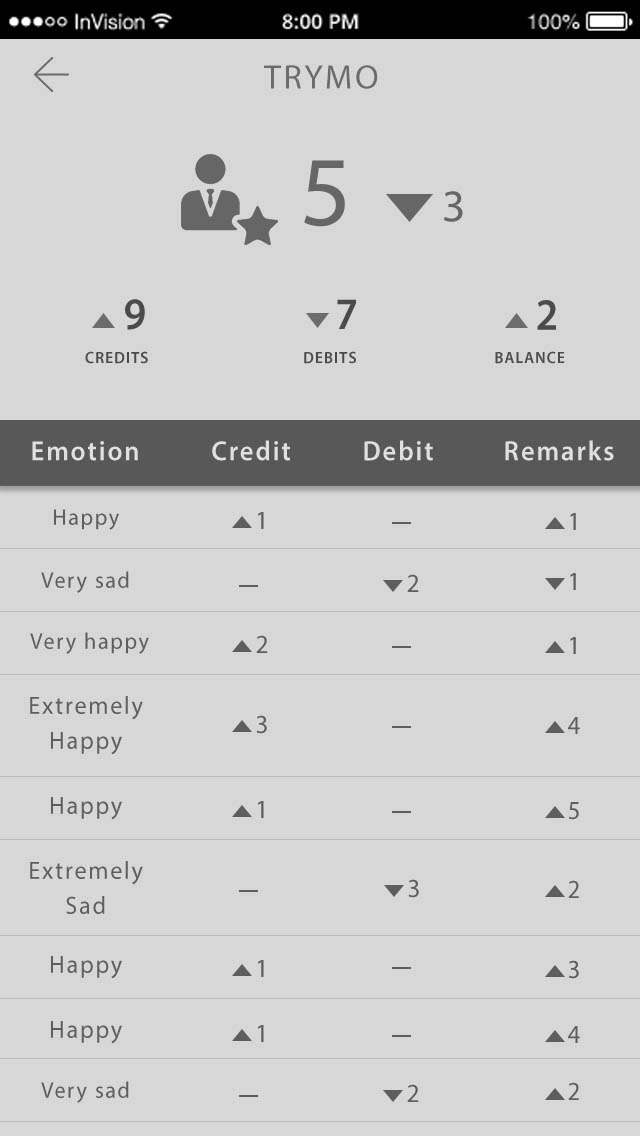 InVision 8:00 PM 100%
TRYMO
5 ▼ 3
▲ 9 ▼ 7 ▲ 2
CREDITS DEBITS BALANCE
Emotion Credit Debit Remarks
Happy ▲1 — ▲1
Very sad — ▼2 ▼1
Very happy ▲2 — ▲1
Extremely
Happy ▲3 — ▲4
Happy ▲1 — ▲5
Extremely
Sad — ▼3 ▲2
Happy ▲1 — ▲3
Happy ▲1 — ▲4
Very sad — ▼2 ▲2